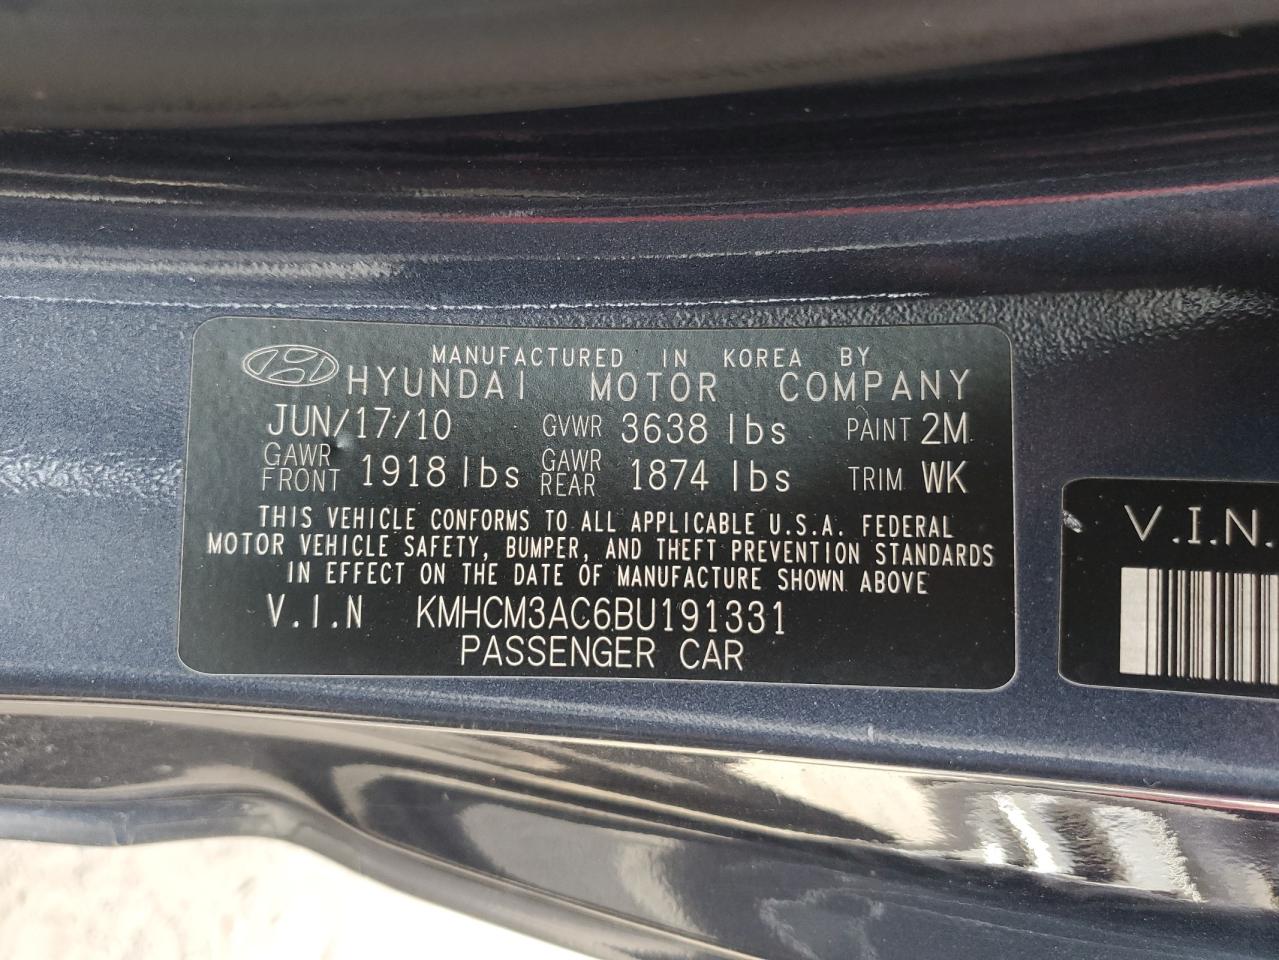 MANUFACTURED IN KOREA BY
HYUNDAI MOTOR COMPANY
JUN/17/10 GVWR 3638 lbs PAINT 2M
GAWR FRONT 1918 lbs GAWR REAR 1874 lbs TRIM WK
THIS VEHICLE CONFORMS TO ALL APPLICABLE U.S.A. FEDERAL
MOTOR VEHICLE SAFETY, BUMPER, AND THEFT PREVENTION STANDARDS
IN EFFECT ON THE DATE OF MANUFACTURE SHOWN ABOVE
V.I.N KMHCM3AC6BU191331
PASSENGER CAR
V.I.N.